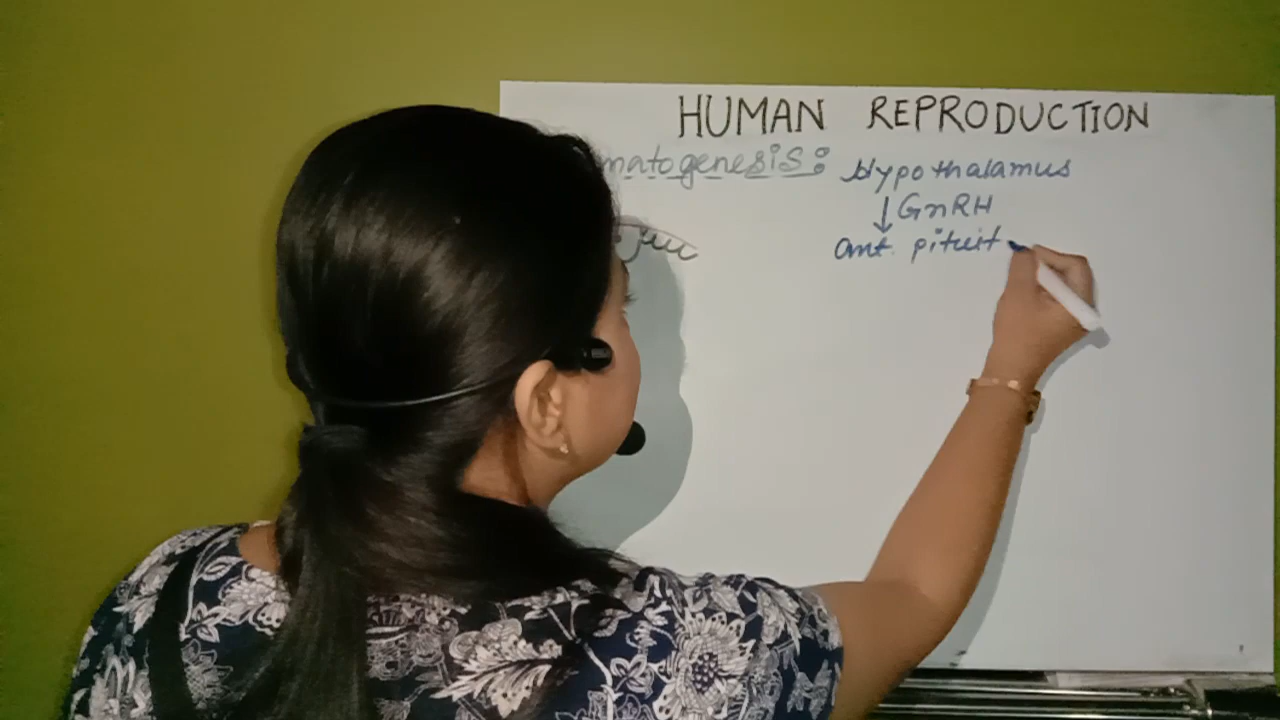 HUMAN REPRODUCTION
matogenesis:
Hypothalamus
↓ GnRH
Ant. pituit